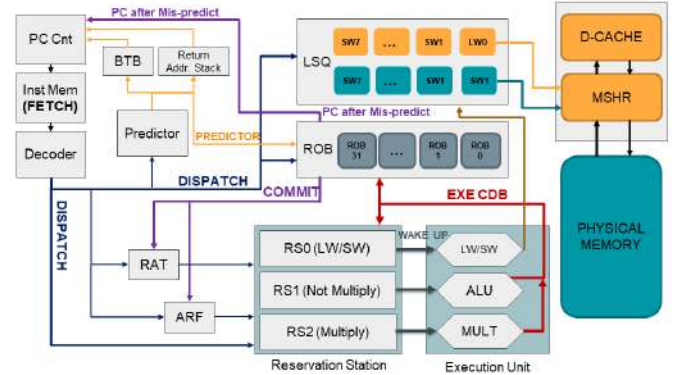 PC after Mis-predict
PC Cnt
BTB
Return
Addr. Stack
Inst Mem
(FETCH)
Predictor
PREDICTOR
Decoder
LSQ
SW7
...
SW1
LW0
SW7
...
SW1
SW1
PC after Mis-predict
D-CACHE
MSHR
PHYSICAL
MEMORY
ROB
ROB
31
...
ROB
1
ROB
0
DISPATCH
COMMIT
EXE CDB
DISPATCH
RAT
ARF
RS0 (LW/SW)
RS1 (Not Multiply)
RS2 (Multiply)
WAKE UP
LW/SW
ALU
MULT
Reservation Station
Execution Unit